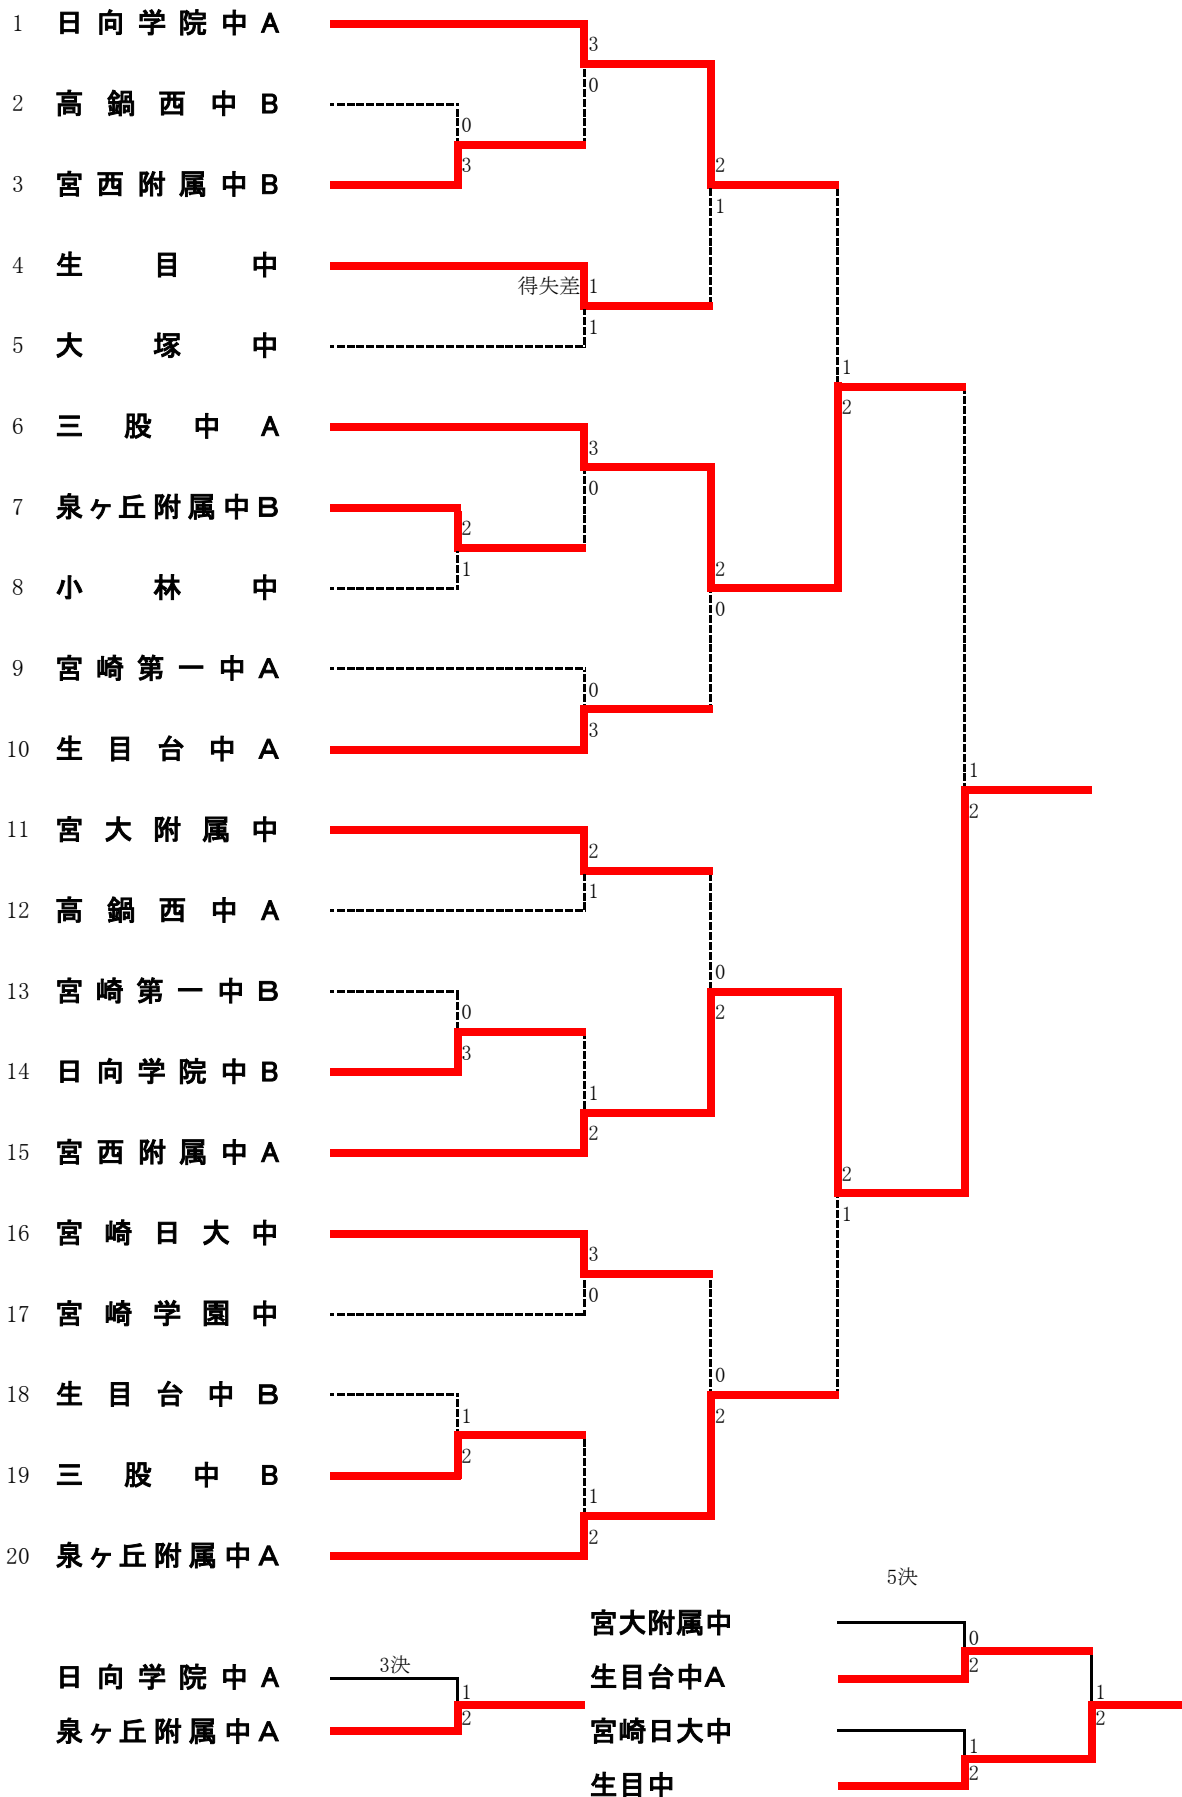 1 日向学院中A
3
0
2 高鍋西中B
0
3
3 宮西附属中B
2
1
4 生目中
得失差 1
1
5 大塚中
1
2
6 三股中A
3
0
7 泉ヶ丘附属中B
2
1
8 小林中
2
0
9 宮崎第一中A
0
3
10 生目台中A
1
2
11 宮大附属中
2
1
12 高鍋西中A
0
2
13 宮崎第一中B
0
3
14 日向学院中B
1
2
15 宮西附属中A
2
1
16 宮崎日大中
3
0
17 宮崎学園中
0
2
18 生目台中B
1
2
19 三股中B
1
2
20 泉ヶ丘附属中A
3決
日向学院中A
1
2
泉ヶ丘附属中A
5決
宮大附属中
0
2
生目台中A
1
2
宮崎日大中
1
2
生目中